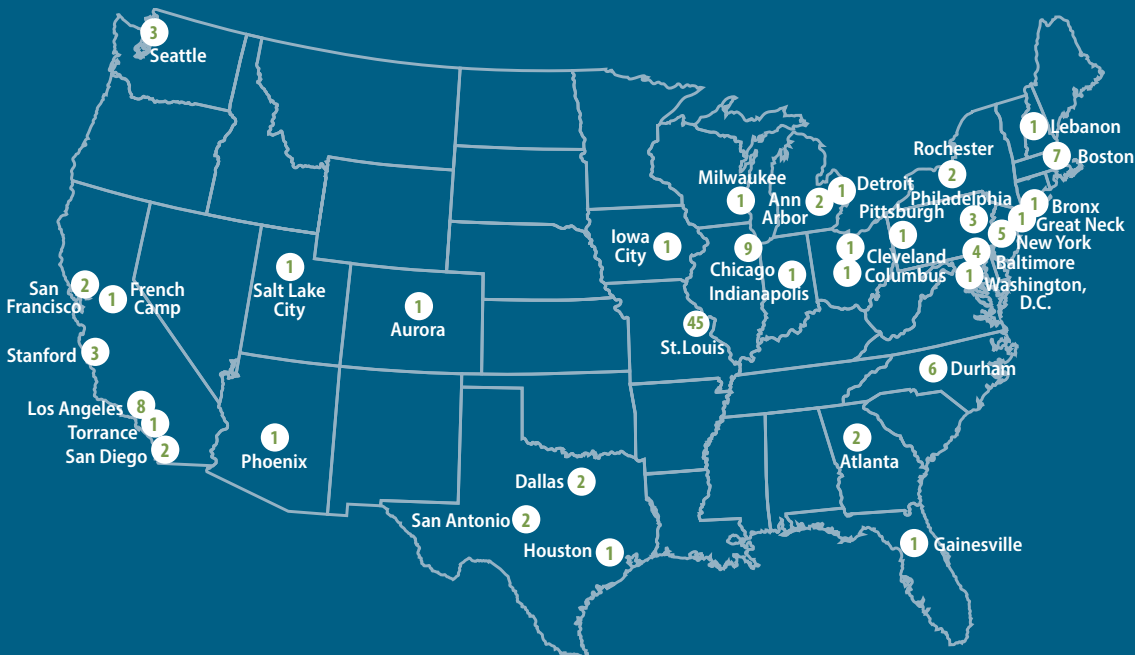 3
Seattle
1
Lebanon
Rochester
7
Boston
2
Milwaukee
1
Ann
Arbor
2
1
Detroit
Philadelphia
3
Pittsburgh
1
1
Bronx
1
Great Neck
5
New York
4
Baltimore
1
Washington,
D.C.
Iowa
City
1
9
Chicago
1
Indianapolis
1
Cleveland
1
Columbus
1
Salt Lake
City
2
San
Francisco
1
French
Camp
1
Aurora
45
St.Louis
Stanford
3
6
Durham
Los Angeles
8
Torrance
1
San Diego
2
1
Phoenix
2
Atlanta
Dallas
2
San Antonio
2
Houston
1
1
Gainesville